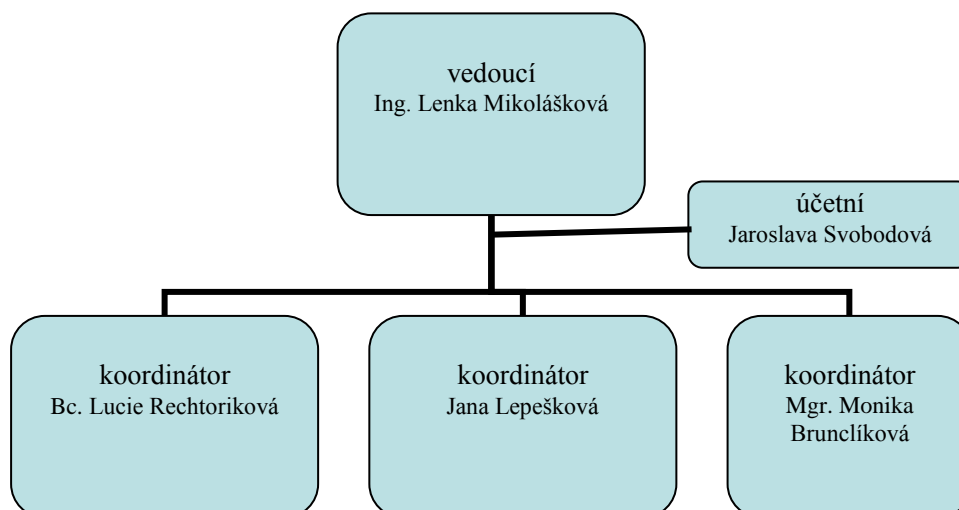 vedoucí
Ing. Lenka Mikolášková
účetní
Jaroslava Svobodová
koordinátor
Bc. Lucie Rechtoriková
koordinátor
Jana Lepešková
koordinátor
Mgr. Monika
Brunclíková